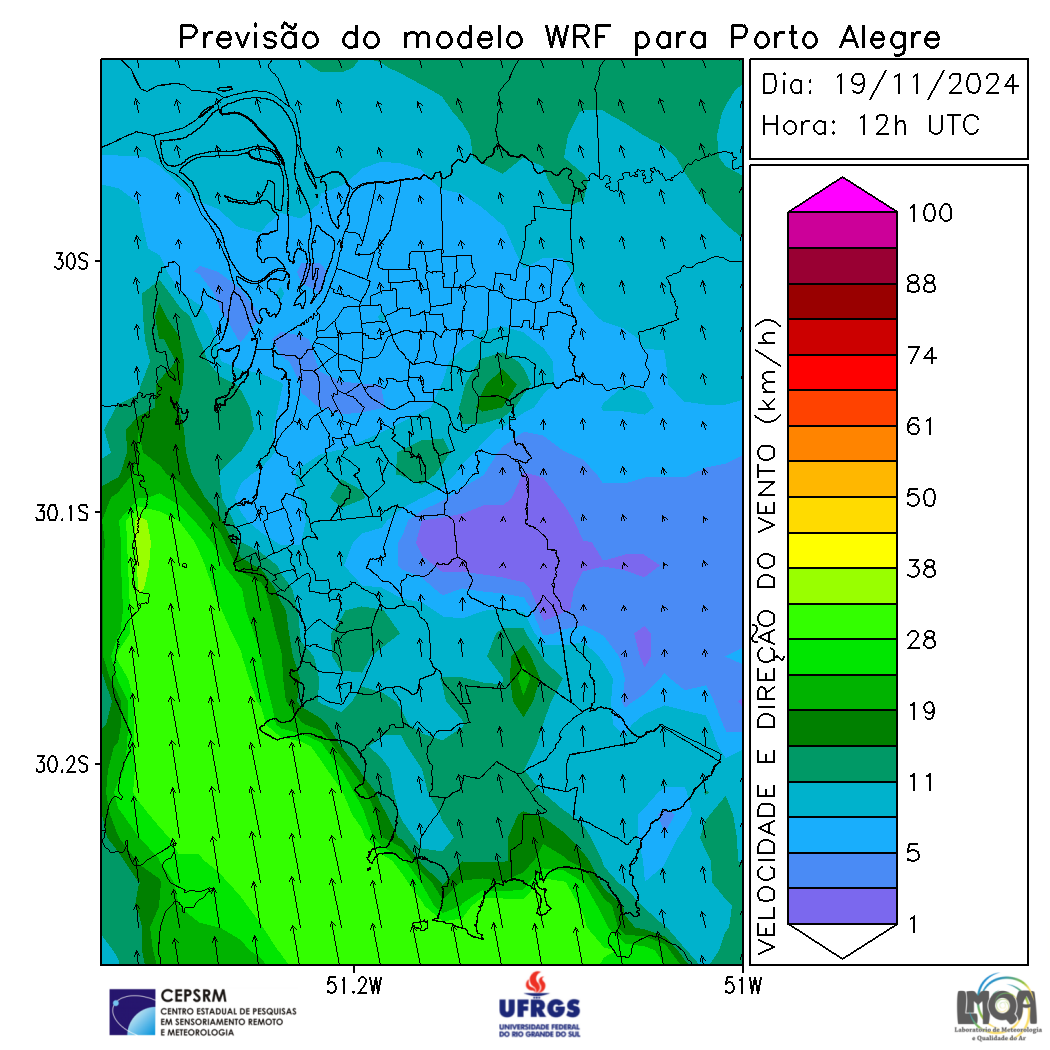 Previsão do modelo WRF para Porto Alegre
Dia: 19/11/2024
Hora: 12h UTC
30S
30.1S
30.2S
51.2W
51W
VELOCIDADE E DIREÇÃO DO VENTO (km/h)
100
88
74
61
50
38
28
19
11
5
1
CEPSRM
CENTRO ESTADUAL DE PESQUISAS
EM SENSORIAMENTO REMOTO
E METEOROLOGIA
UFRGS
UNIVERSIDADE FEDERAL
DO RIO GRANDE DO SUL
LMQA
Laboratório de Meteorologia
e Qualidade do Ar